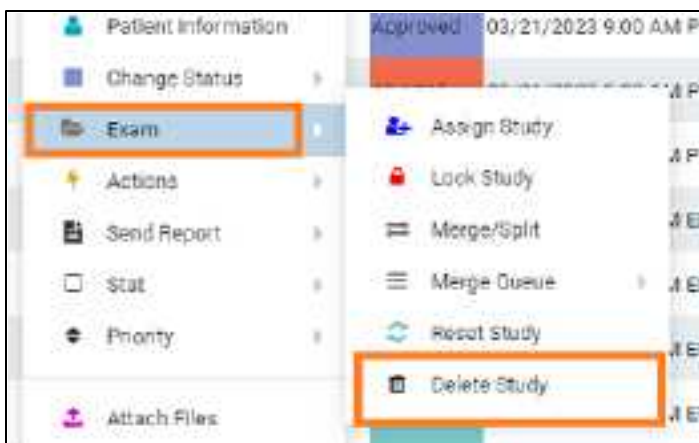 Patient Information
Approved 03/21/2023 9:00 AM P
Change Status
Exam
Assign Study
Actions
Lock Study
Send Report
Merge/Split
Stat
Merge Queue
Priority
Reset Study
Delete Study
Attach Files